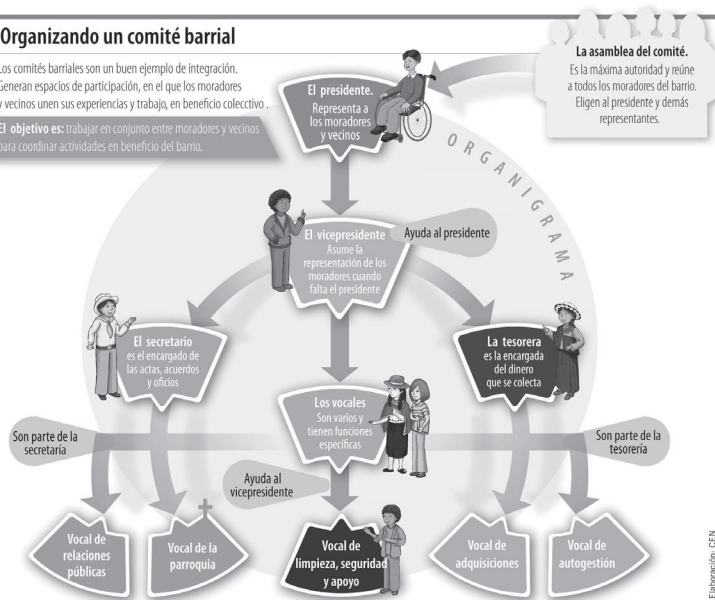 Organizando un comité barrial
Los comités barriales son un buen ejemplo de integración.
Generan espacios de participación, en el que los moradores
y vecinos unen sus experiencias y trabajo, en beneficio colectivo .
El objetivo es: trabajar en conjunto entre moradores y vecinos
para coordinar actividades en beneficio del barrio.
La asamblea del comité.
Es la máxima autoridad y reúne
a todos los moradores del barrio.
Eligen al presidente y demás
representantes.
El presidente.
Representa a
los moradores
y vecinos
ORGANIGRAMA
El vicepresidente
Asume la
representación de los
moradores cuando
falta el presidente
Ayuda al presidente
El secretario
es el encargado de
las actas, acuerdos
y oficios
La tesorera
es la encargada
del dinero
que se colecta
Los vocales
Son varios y
tienen funciones
específicas
Son parte de la
secretaría
Son parte de la
tesorería
Ayuda al
vicepresidente
Vocal de
relaciones
públicas
Vocal de la
parroquia
Vocal de
limpieza, seguridad
y apoyo
Vocal de
adquisiciones
Vocal de
autogestión
Elaboración: CEN